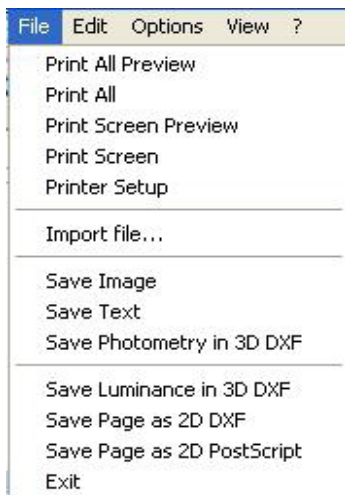 File Edit Options View ?
Print All Preview
Print All
Print Screen Preview
Print Screen
Printer Setup
Import file...
Save Image
Save Text
Save Photometry in 3D DXF
Save Luminance in 3D DXF
Save Page as 2D DXF
Save Page as 2D PostScript
Exit